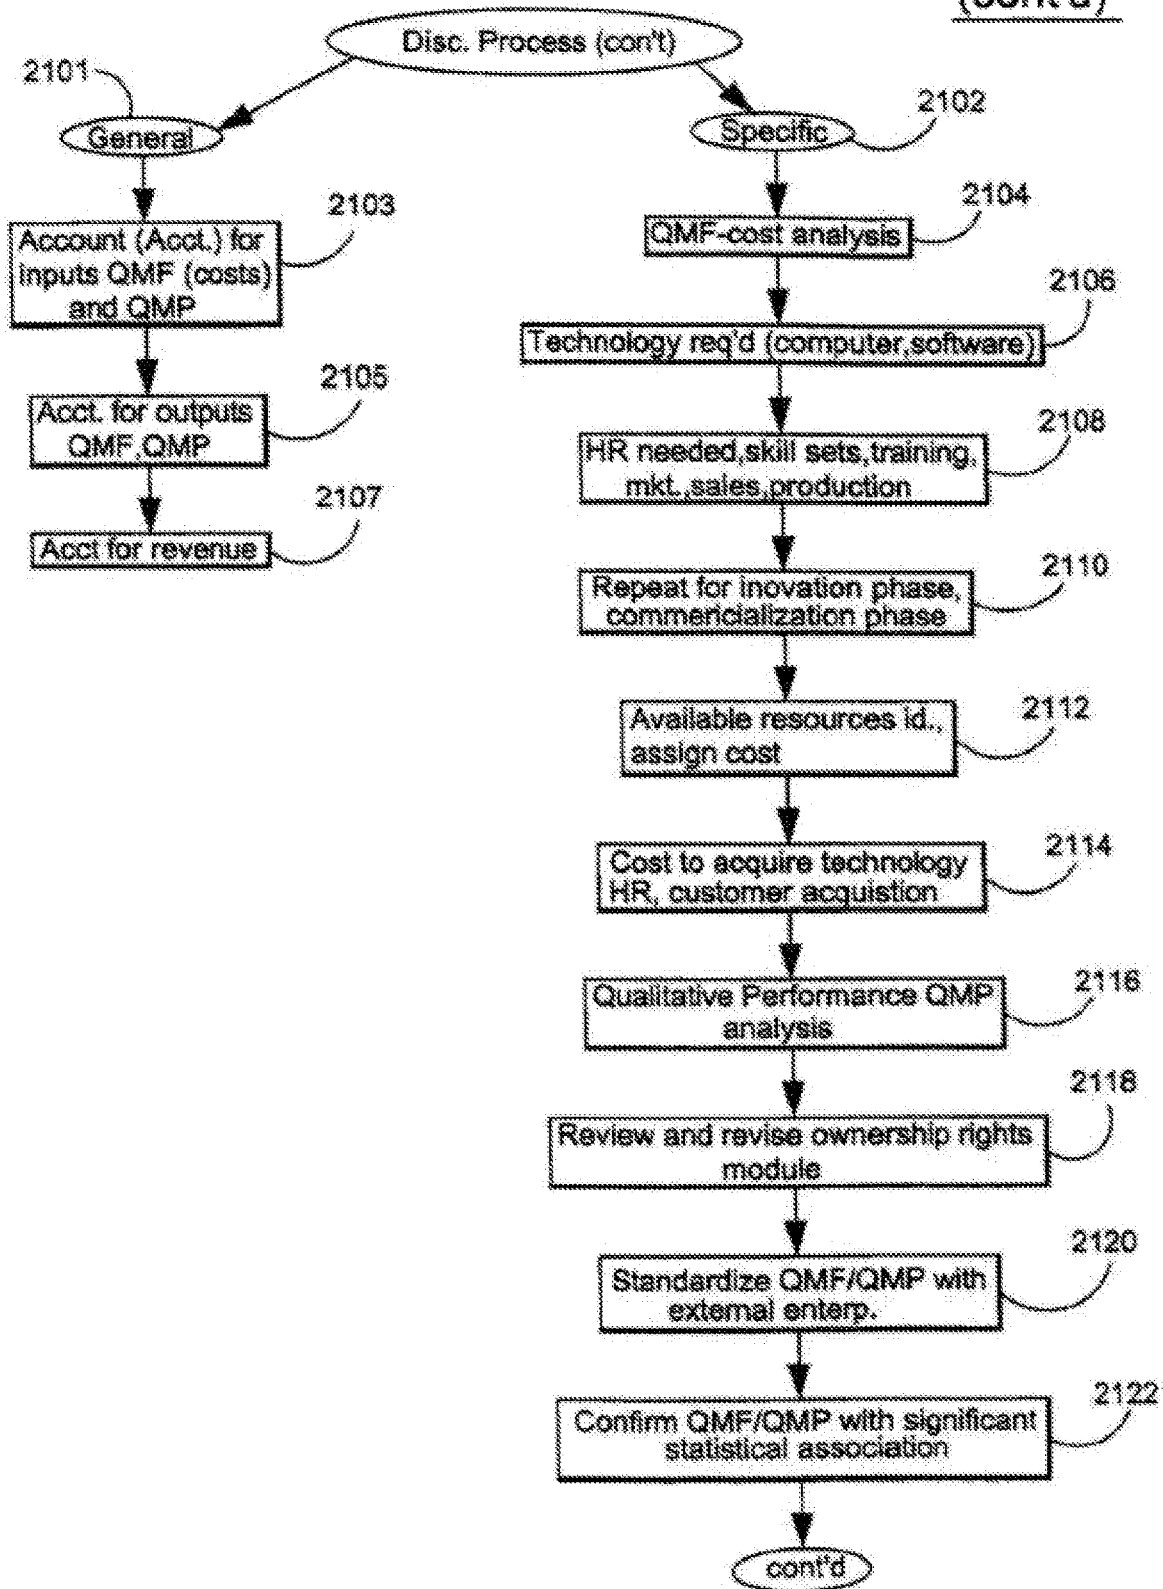 (cont'd)
Disc. Process (con't)
2101
General
2103
Account (Acct.) for
inputs QMF (costs)
and QMP
2105
Acct. for outputs
QMF,QMP
2107
Acct for revenue
2102
Specific
2104
QMF-cost analysis
2106
Technology req'd (computer,software)
2108
HR needed,skill sets,training,
mkt.,sales,production
2110
Repeat for inovation phase,
commericialization phase
2112
Available resources id.,
assign cost
2114
Cost to acquire technology
HR, customer acquistion
2116
Qualitative Performance QMP
analysis
2118
Review and revise ownership rights
module
2120
Standardize QMF/QMP with
external enterp.
2122
Confirm QMF/QMP with significant
statistical association
cont'd